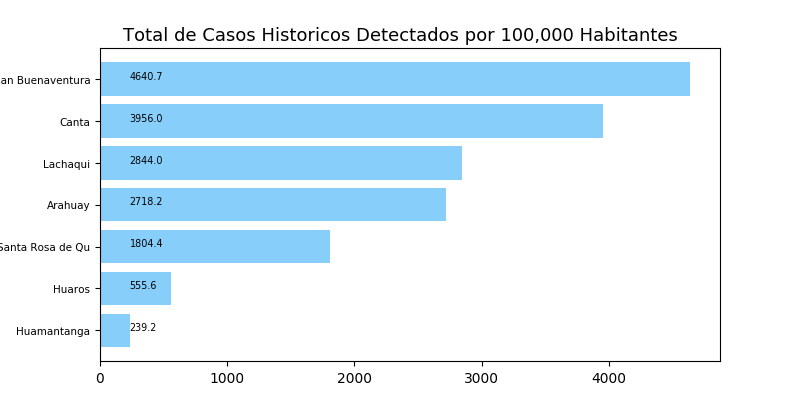 Total de Casos Historicos Detectados por 100,000 Habitantes
an Buenaventura 4640.7
Canta 3956.0
Lachaqui 2844.0
Arahuay 2718.2
Santa Rosa de Qu 1804.4
Huaros 555.6
Huamantanga 239.2
0 1000 2000 3000 4000